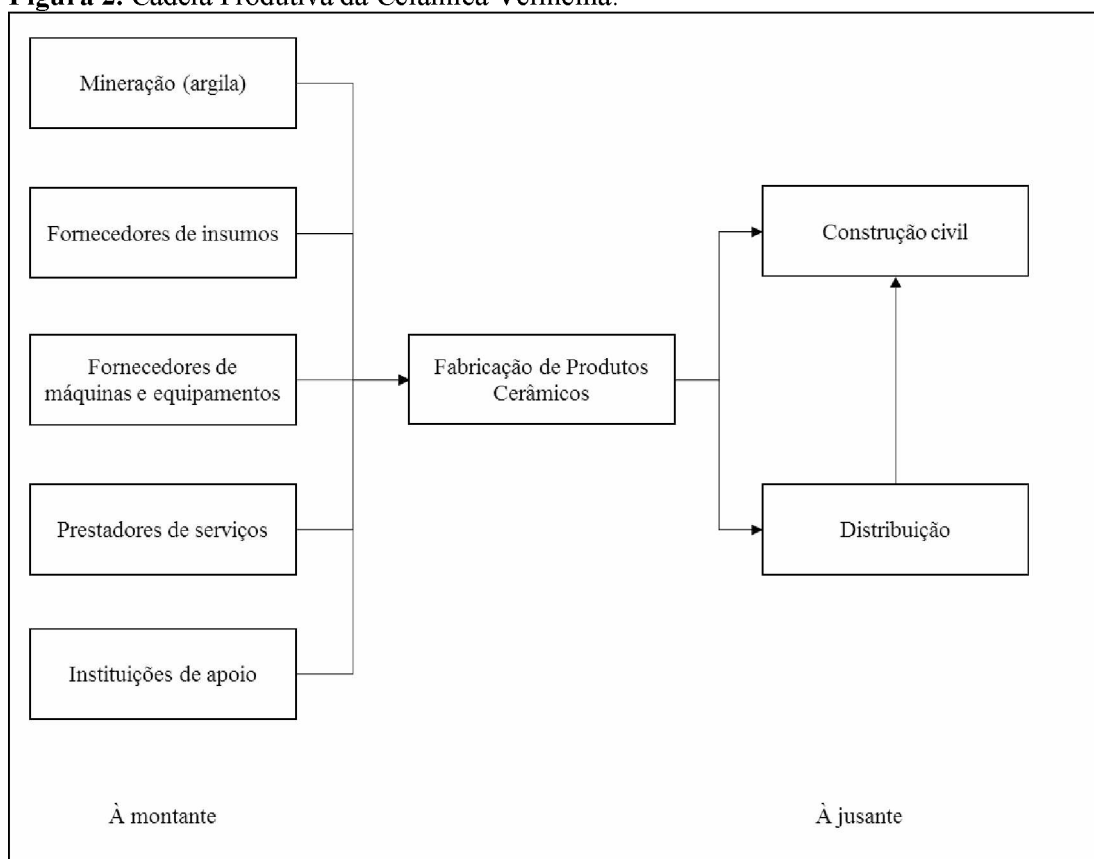 Figura 2: Cadeia Produtiva da Cerâmica Vermelha.
Mineração (argila)
Fornecedores de insumos
Fornecedores de
máquinas e equipamentos
Prestadores de serviços
Instituições de apoio
Fabricação de Produtos
Cerâmicos
Construção civil
Distribuição
À montante
À jusante